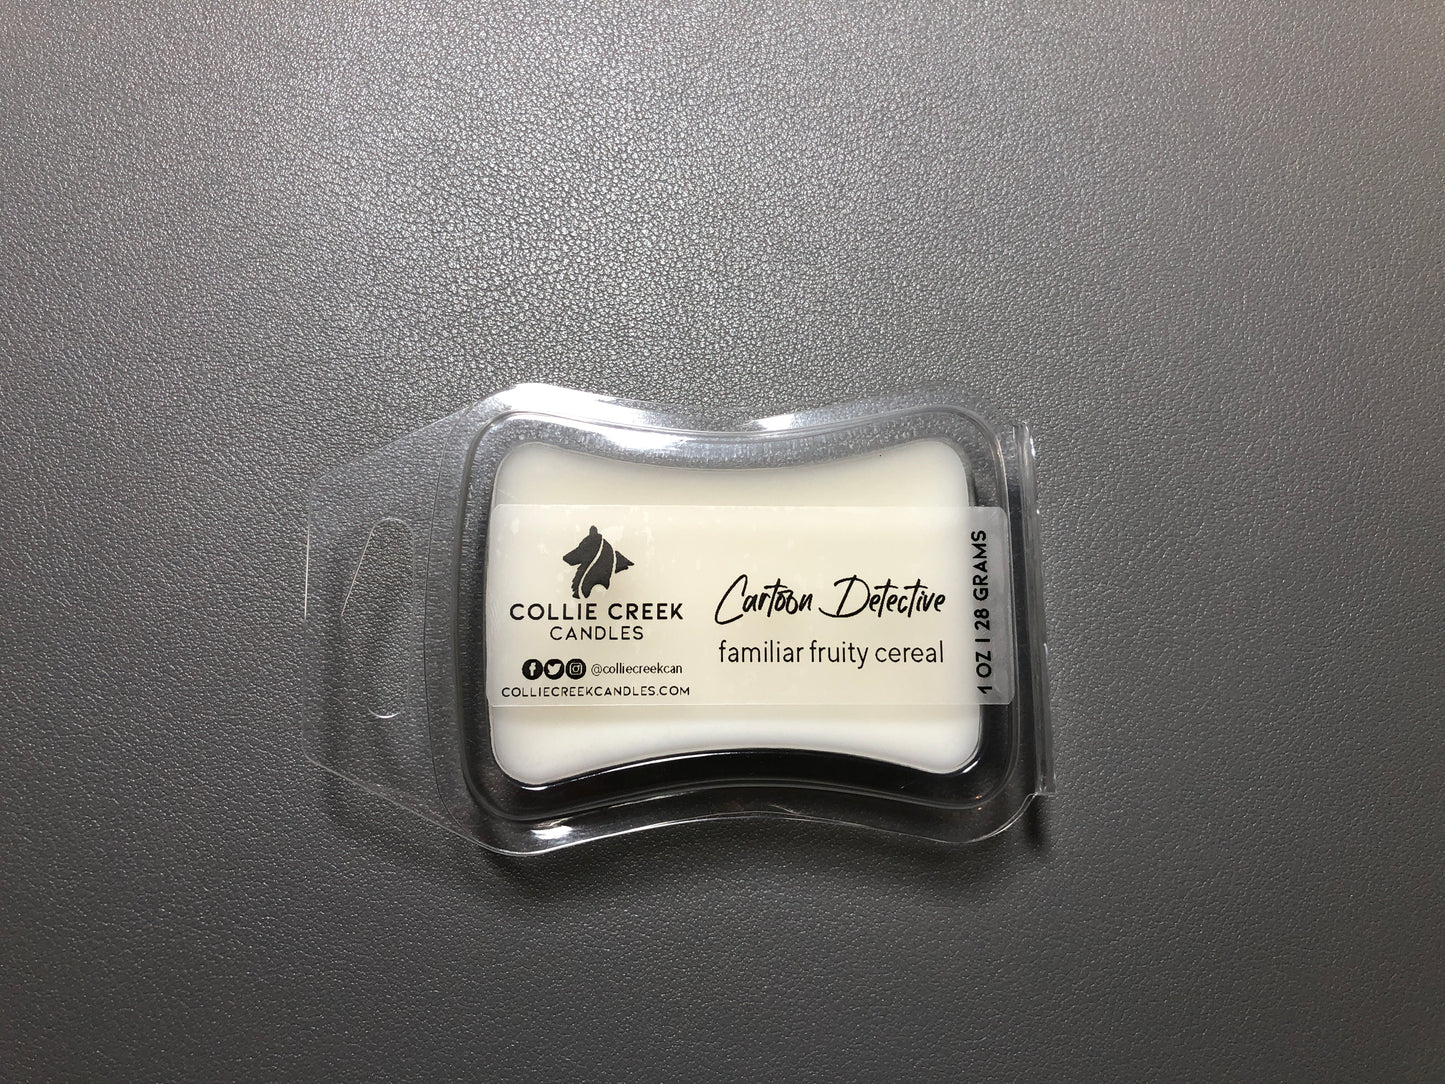 COLLIE CREEK
CANDLES
@colliecreekcan
COLLIECREEKCANDLES.COM
Cartoon Detective
familiar fruity cereal
1 OZ | 28 GRAMS